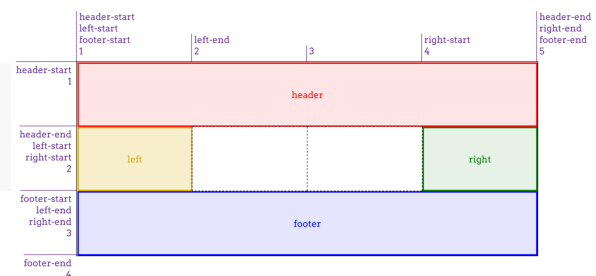 header-start
left-start
footer-start
1
left-end
2
3
right-start
4
header-end
right-end
footer-end
5
header-start
1
header
header-end
left-start
right-start
2
left
right
footer-start
left-end
right-end
3
footer
footer-end
4